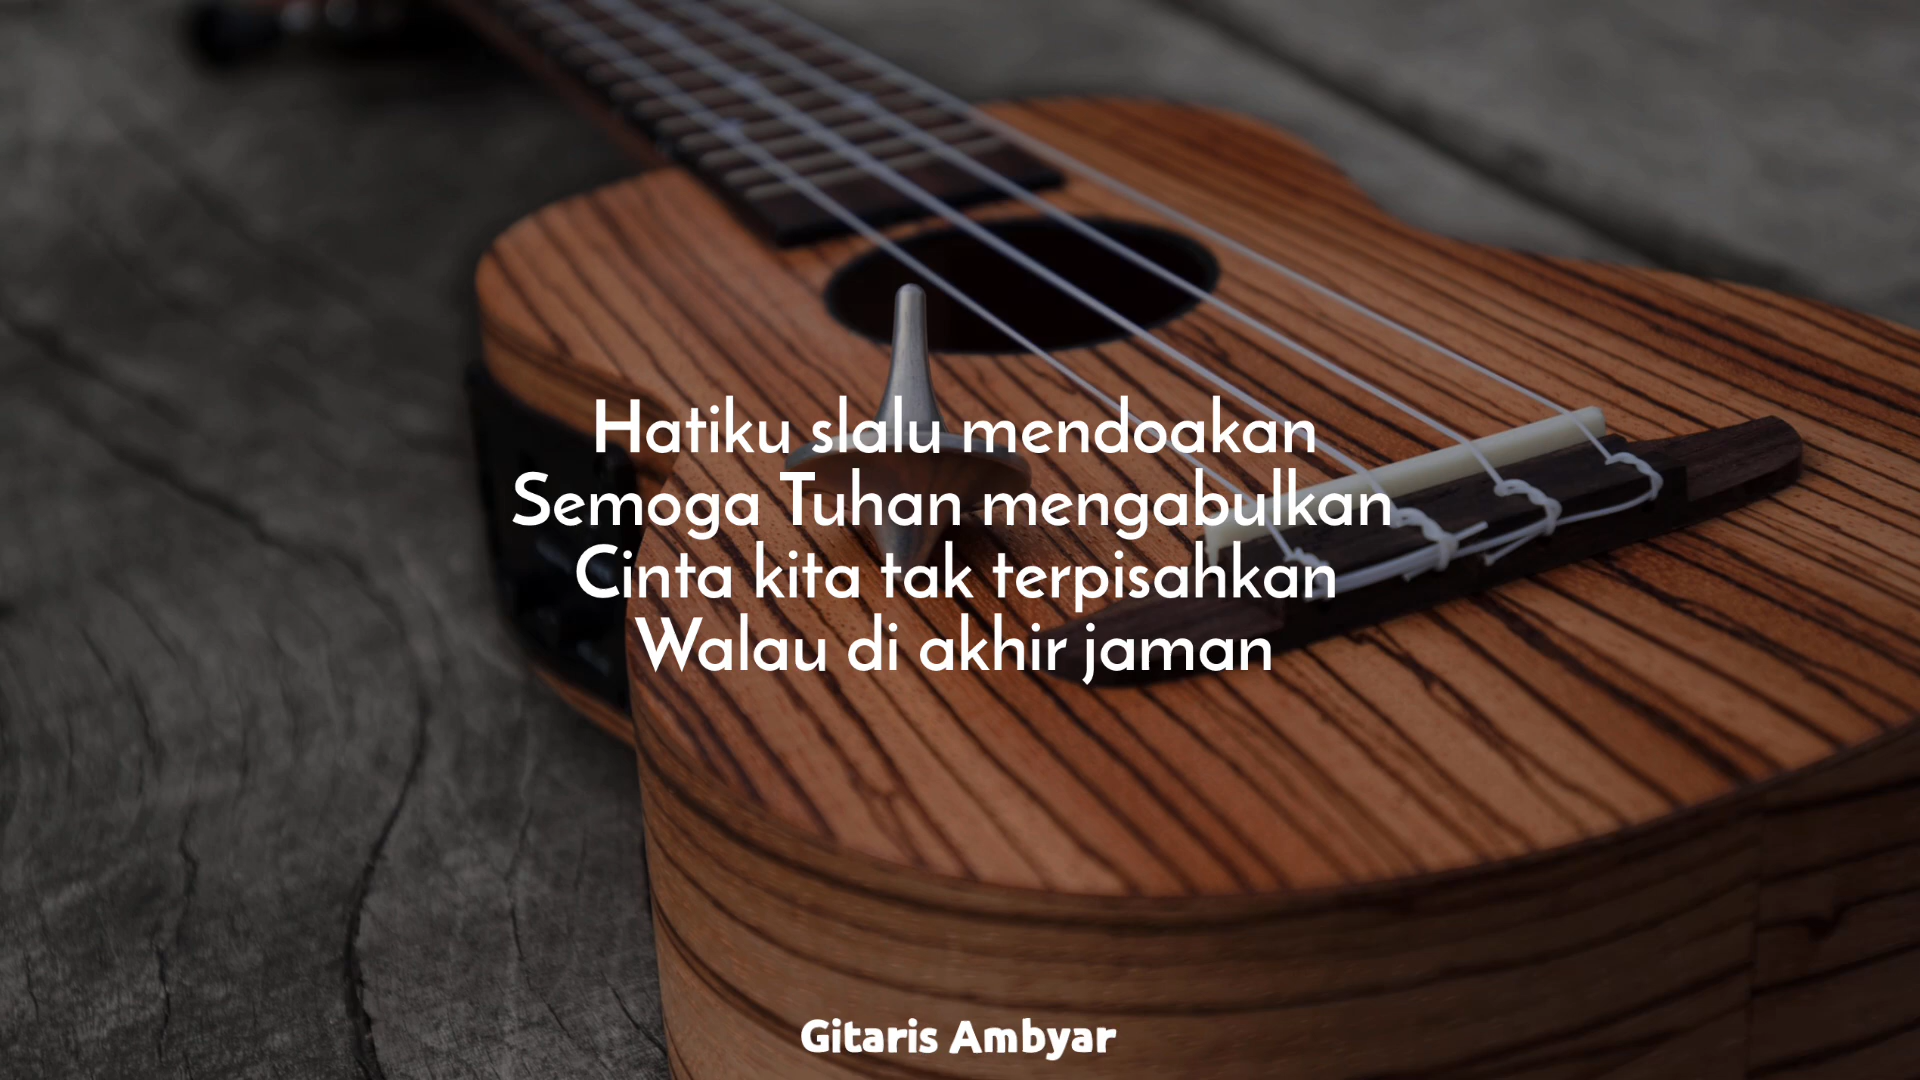 Hatiku slalu mendoakan
Semoga Tuhan mengabulkan
Cinta kita tak terpisahkan
Walau di akhir jaman
Gitaris Ambyar